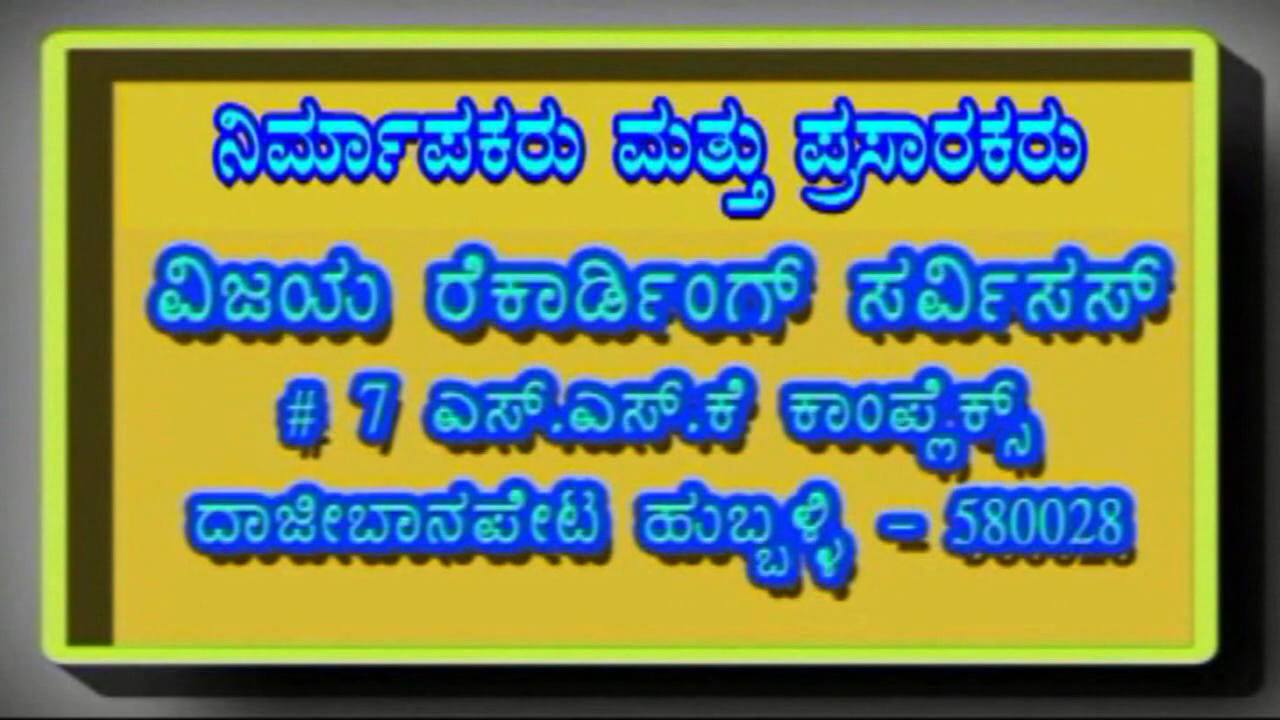 ನಿರ್ಮಾಪಕರು ಮತ್ತು ಪ್ರಸಾರಕರು
ವಿಜಯ ರೆಕಾರ್ಡಿಂಗ್ ಸರ್ವಿಸಸ್
# 7 ಎಸ್.ಎಸ್.ಕೆ ಕಾಂಪ್ಲೆಕ್ಸ್
ದಾಜೀಬಾನಪೇಟ ಹುಬ್ಬಳ್ಳಿ - 580028